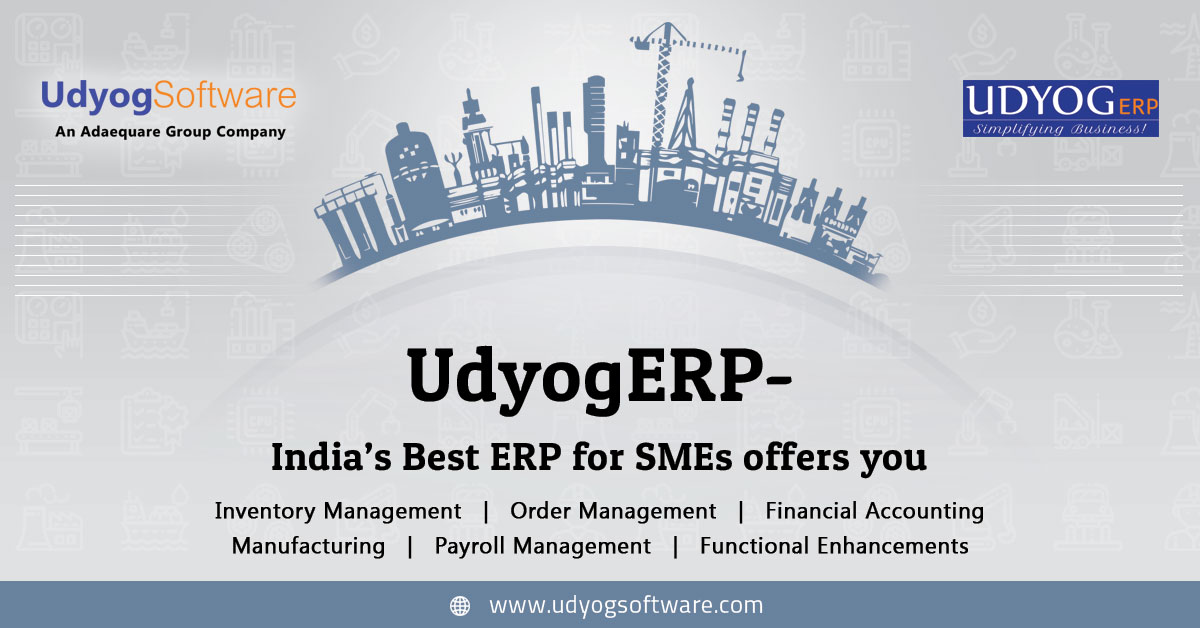 UdyogSoftware
An Adaequare Group Company
UDYOG ERP
Simplifying Business!
UdyogERP-
India's Best ERP for SMEs offers you
Inventory Management | Order Management | Financial Accounting
Manufacturing | Payroll Management | Functional Enhancements
www.udyogsoftware.com